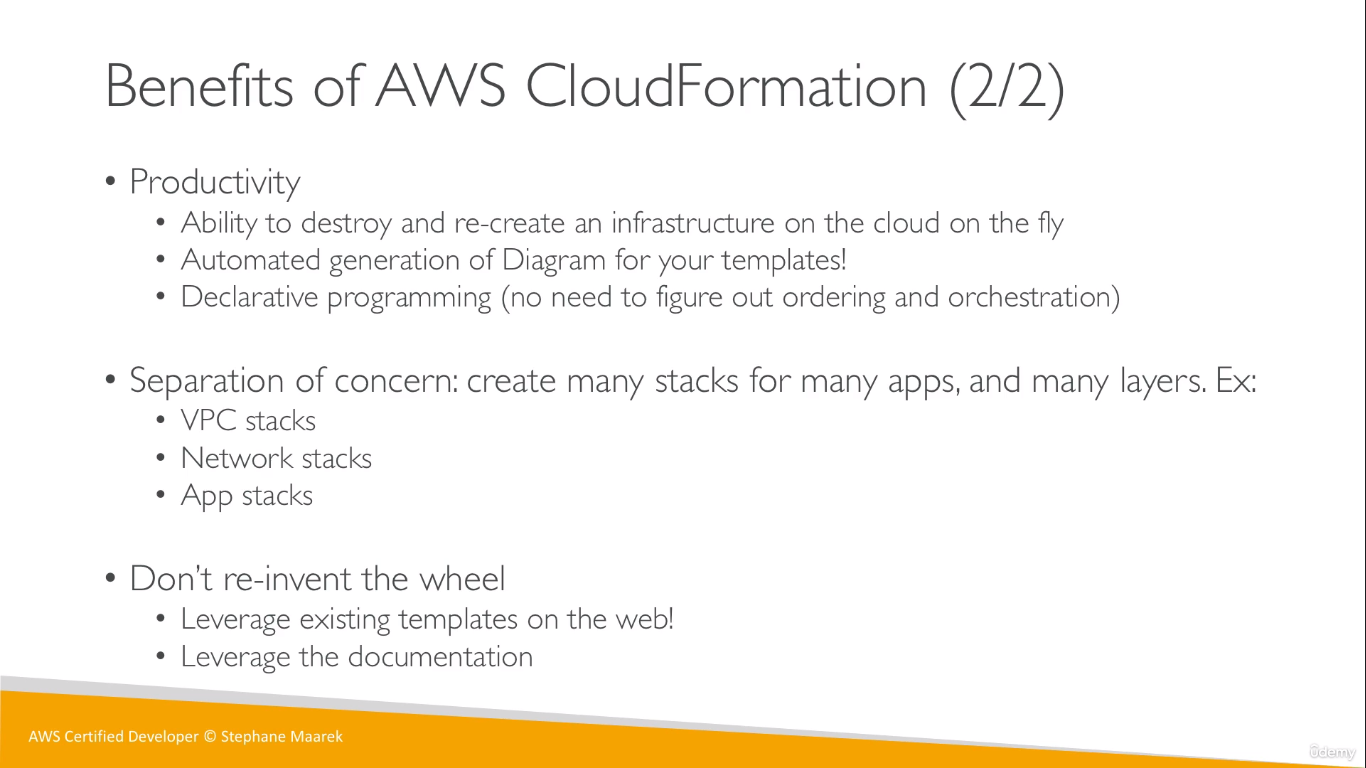 Benefits of AWS CloudFormation (2/2)
• Productivity
• Ability to destroy and re-create an infrastructure on the cloud on the fly
• Automated generation of Diagram for your templates!
• Declarative programming (no need to figure out ordering and orchestration)
• Separation of concern: create many stacks for many apps, and many layers. Ex:
• VPC stacks
• Network stacks
• App stacks
• Don’t re-invent the wheel
• Leverage existing templates on the web!
• Leverage the documentation
AWS Certified Developer © Stephane Maarek
ûdemy